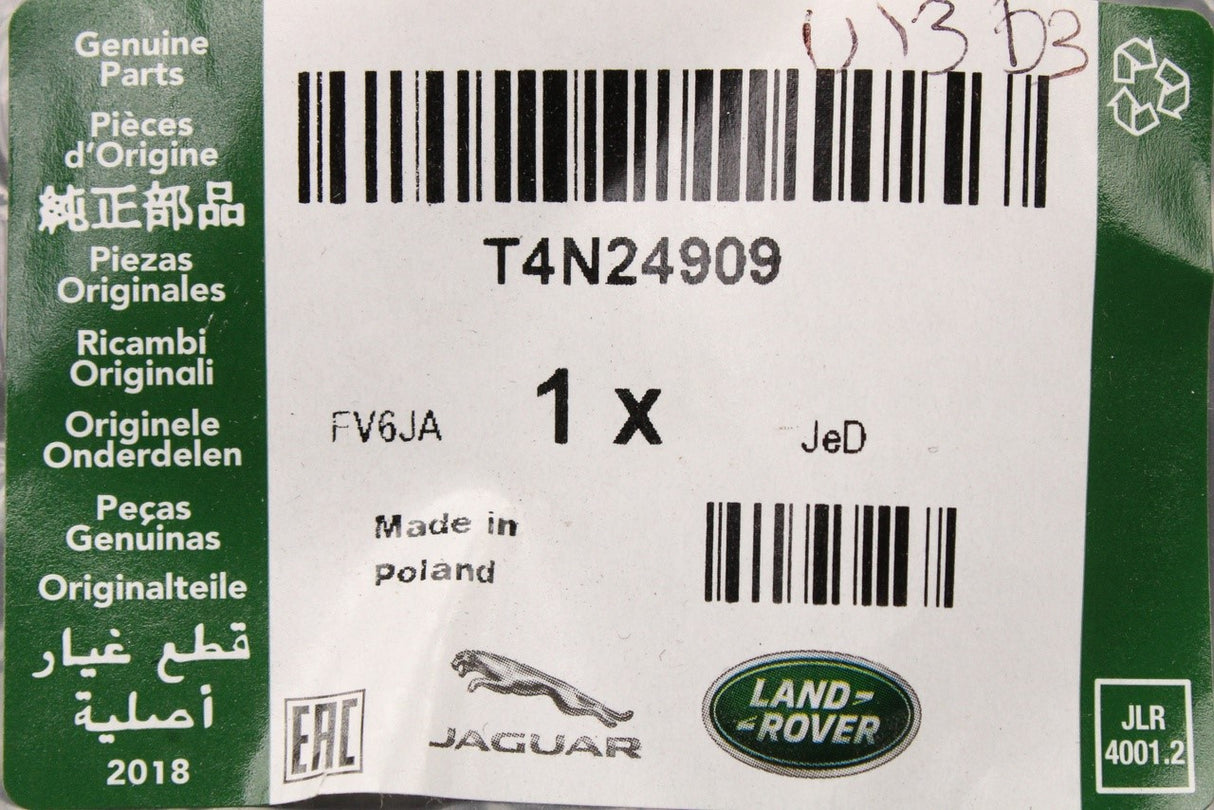 Genuine
Parts
Pièces
d'Origine
純正部品
Piezas
Originales
Ricambi
Originali
Originele
Onderdelen
Peças
Genuinas
Originalteile
قطع غيار
أصلية
2018
T4N24909
FV6JA
1 x
JeD
Made in
Poland
EAC
JAGUAR
LAND-
-ROVER
JLR
4001.2